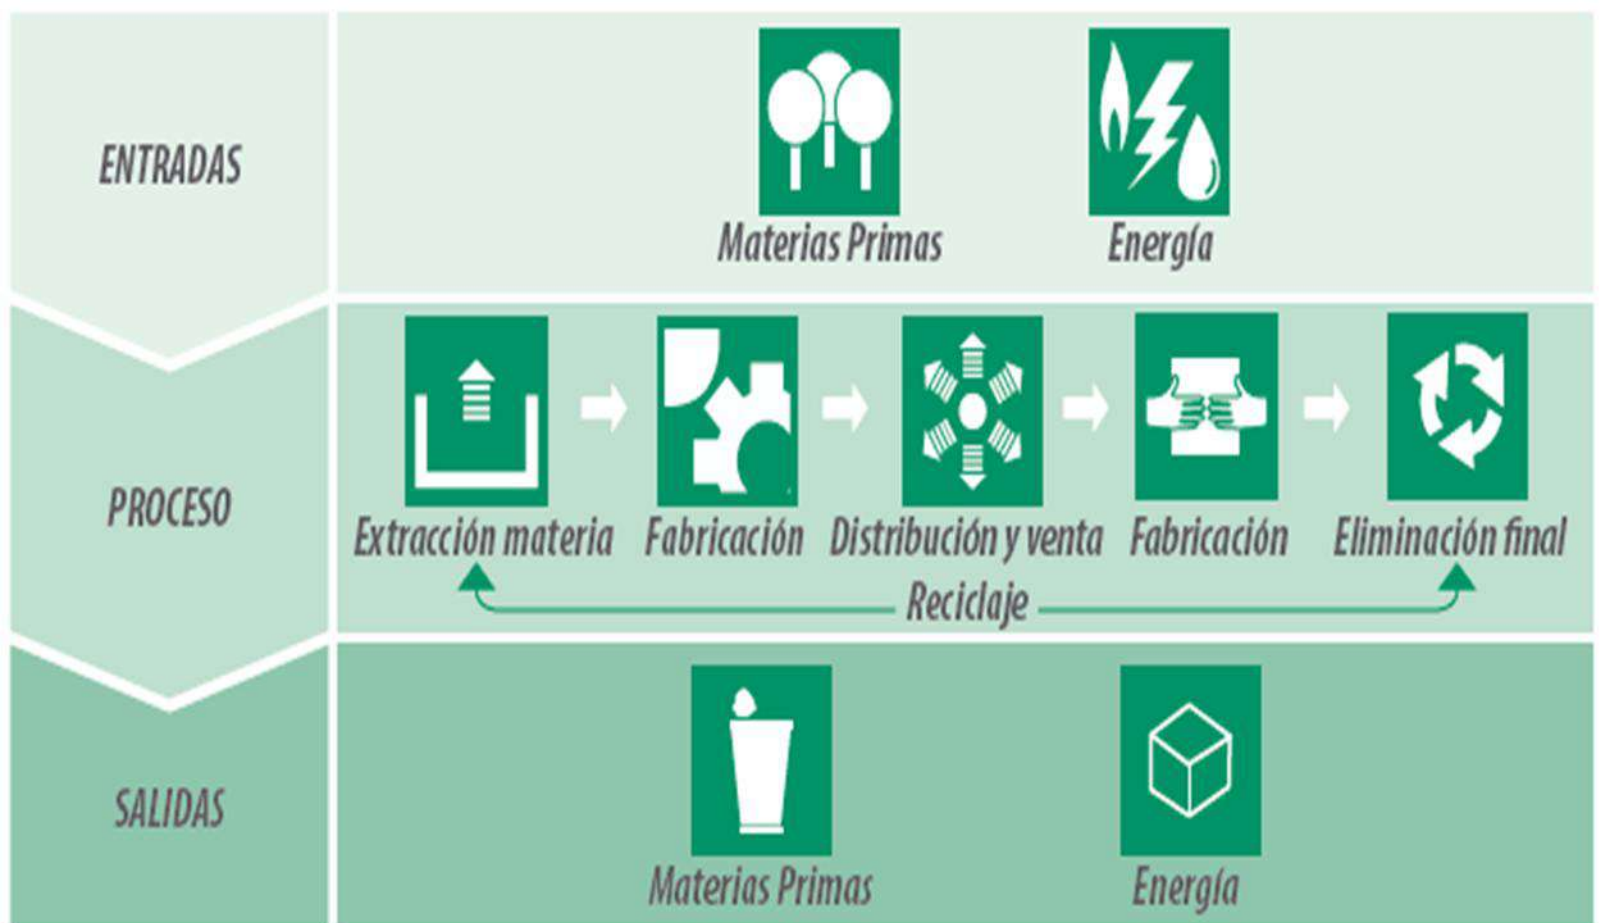 ENTRADAS
Materias Primas
Energía
PROCESO
Extracción materia
Fabricación
Distribución y venta
Fabricación
Eliminación final
Reciclaje
SALIDAS
Materias Primas
Energía